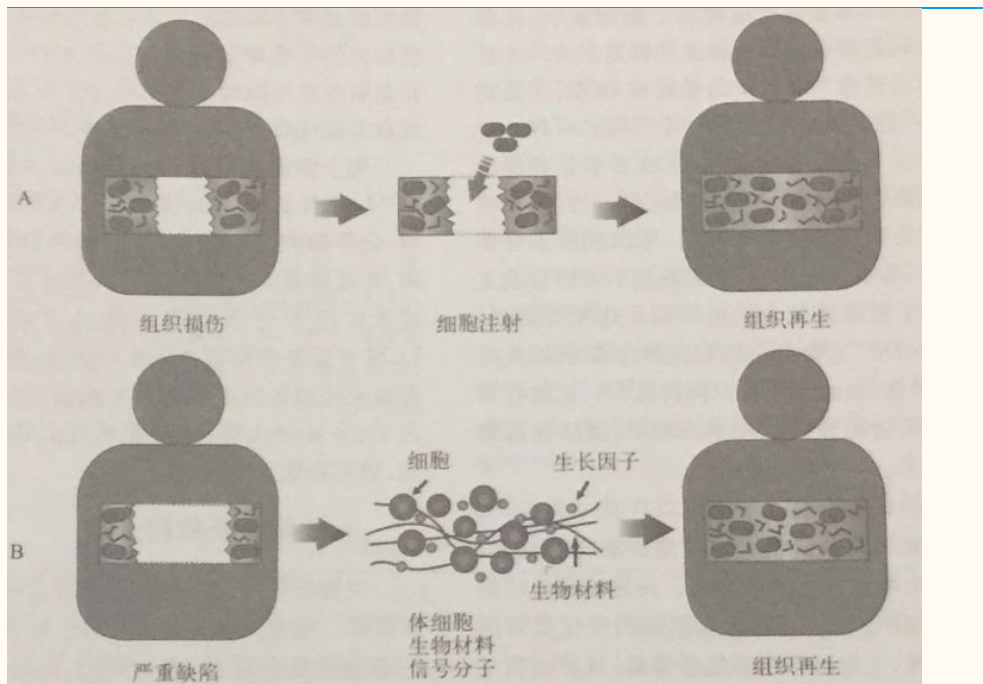 A
组织损伤
细胞注射
组织再生
B
细胞
生长因子
生物材料
体细胞
生物材料
信号分子
严重缺陷
组织再生